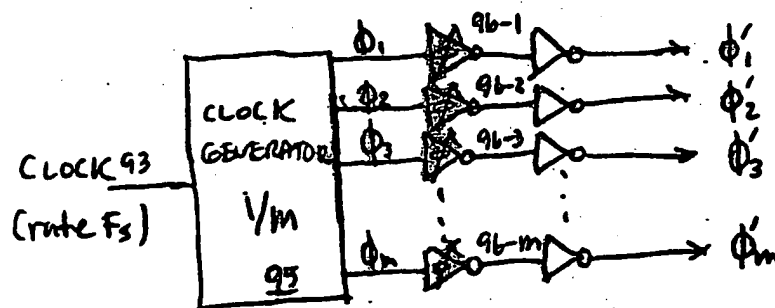 CLOCK 93
(rate Fs)
CLOCK
GENERATOR
1/m
95
ϕ1
ϕ2
ϕ3
ϕm
96-1
96-2
96-3
96-m
ϕ'1
ϕ'2
ϕ'3
ϕ'm